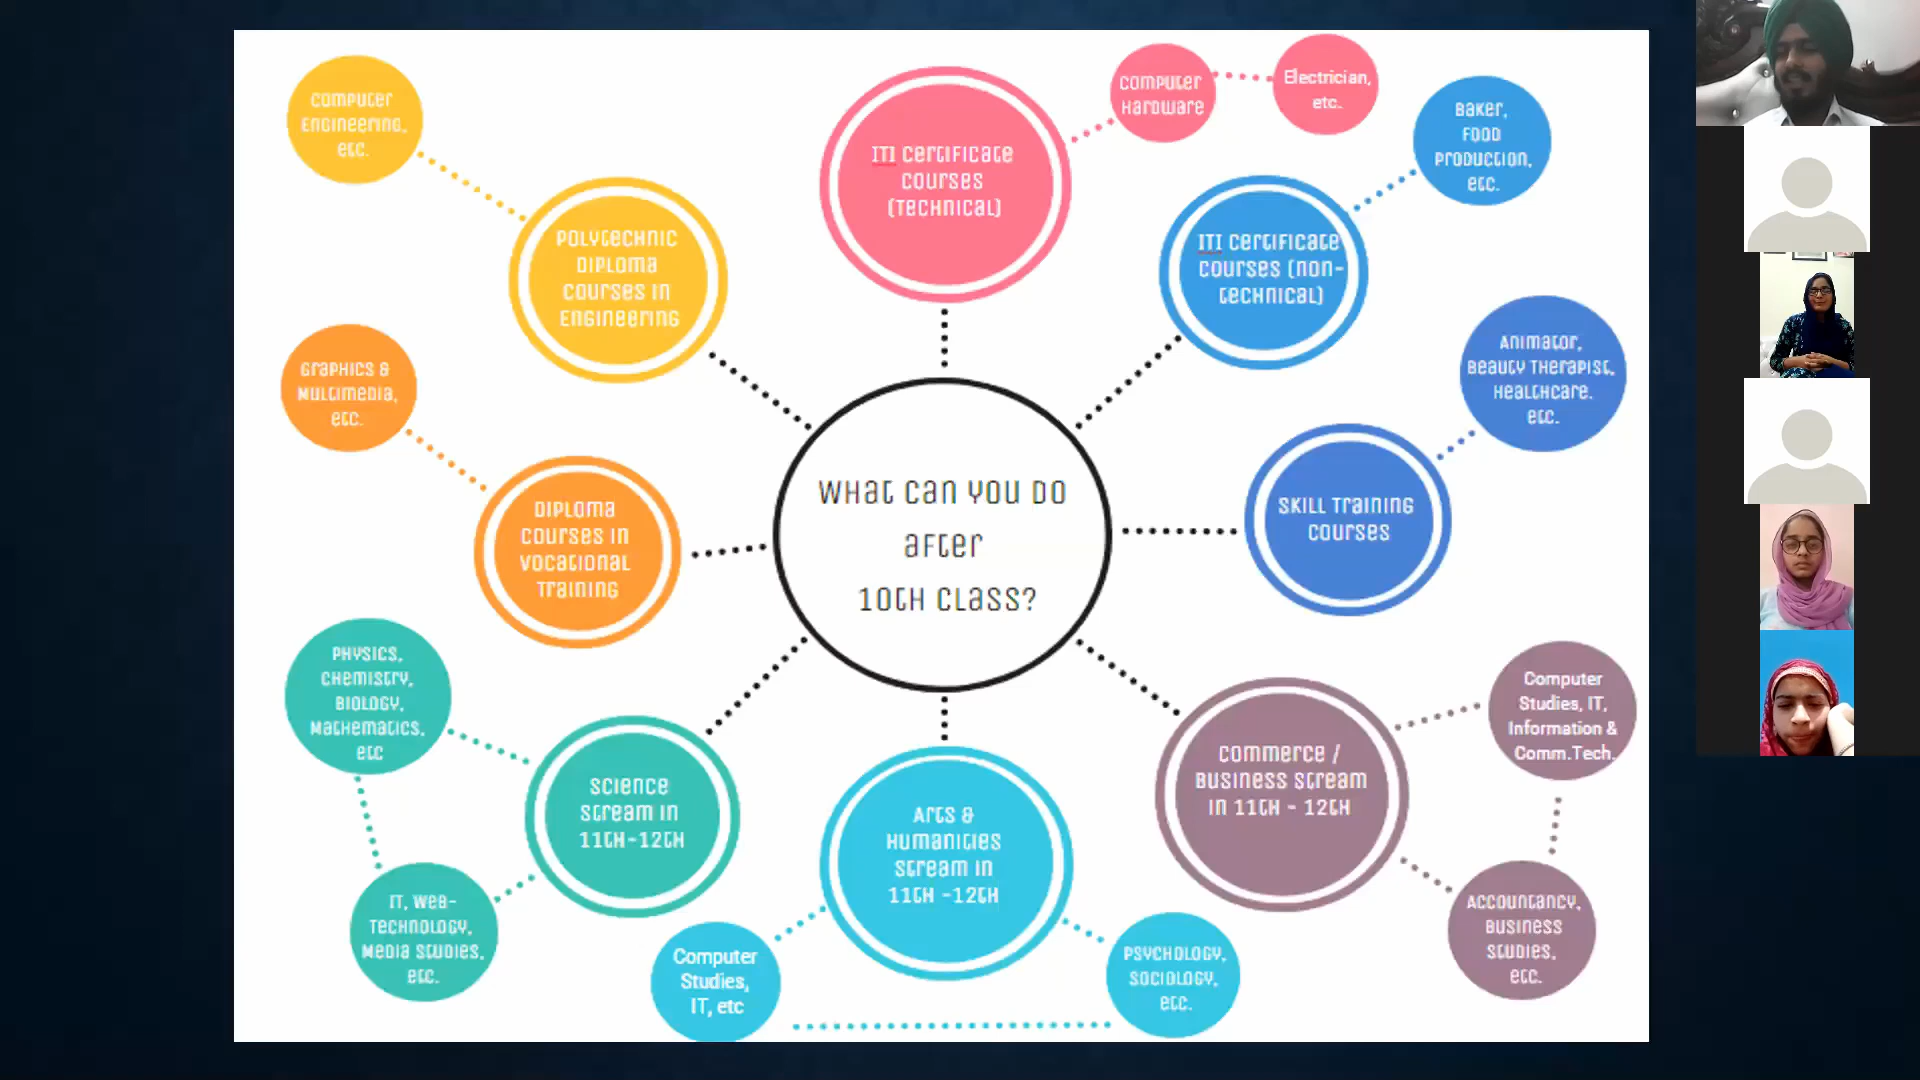 WHAT CAN YOU DO
AFTER
10TH CLASS?
ITI CERTIFICATE
COURSES
(TECHNICAL)
COMPUTER
HARDWARE
Electrician,
etc.
ITI CERTIFICATE
COURSES (NON-
TECHNICAL)
BAKER,
FOOD
PRODUCTION,
ETC.
SKILL TRAINING
COURSES
ANIMATOR,
BEAUTY THERAPIST,
HEALTHCARE.
ETC.
COMMERCE /
BUSINESS STREAM
IN 11TH - 12TH
Computer
Studies, IT,
Information &
Comm.Tech.
ACCOUNTANCY,
BUSINESS
STUDIES,
ETC.
ARTS &
HUMANITIES
STREAM IN
11TH -12TH
PSYCHOLOGY,
SOCIOLOGY,
ETC.
Computer
Studies,
IT, etc
SCIENCE
STREAM IN
11TH-12TH
IT, WEB-
TECHNOLOGY,
MEDIA STUDIES,
ETC.
PHYSICS,
CHEMISTRY,
BIOLOGY,
MATHEMATICS,
ETC
DIPLOMA
COURSES IN
VOCATIONAL
TRAINING
GRAPHICS &
MULTIMEDIA,
ETC.
POLYTECHNIC
DIPLOMA
COURSES IN
ENGINEERING
COMPUTER
ENGINEERING,
ETC.